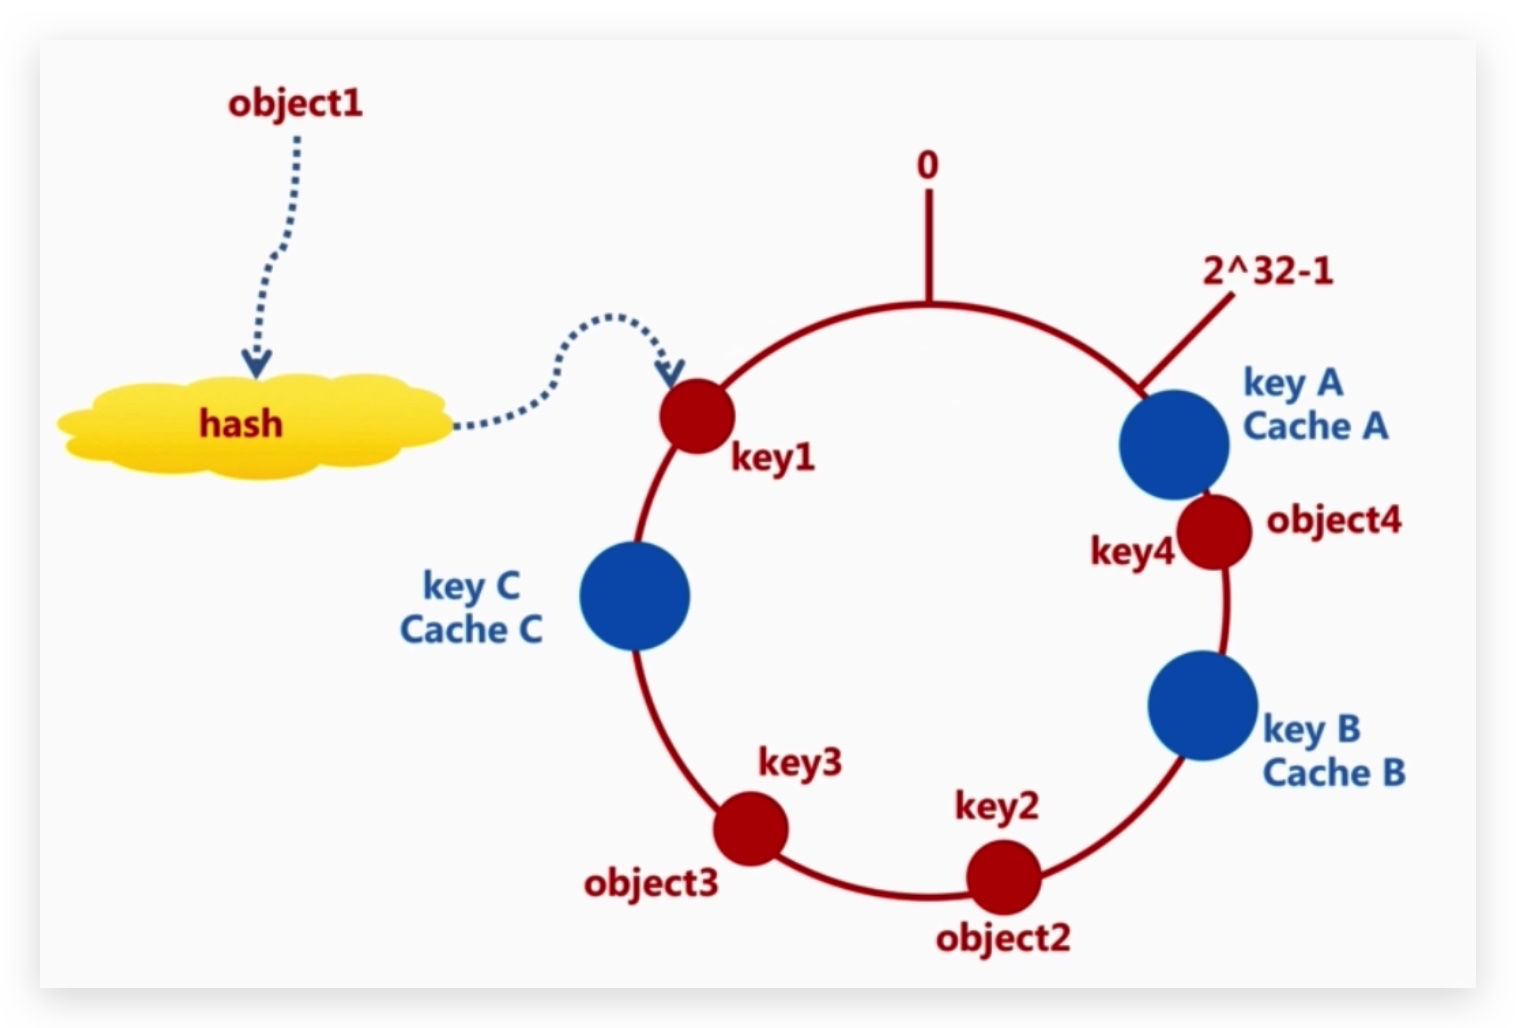 object1
0
2^32-1
key A
Cache A
hash
key1
object4
key4
key C
Cache C
key B
Cache B
key3
key2
object3
object2